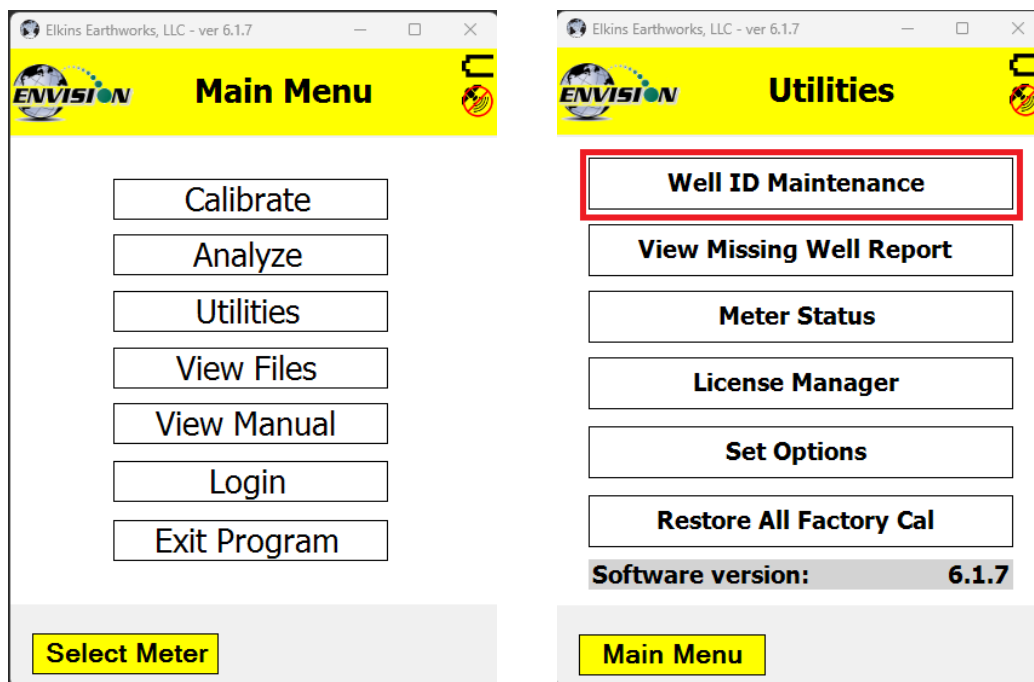 Elkins Earthworks, LLC - ver 6.1.7
ENVISION
Main Menu
Calibrate
Analyze
Utilities
View Files
View Manual
Login
Exit Program
Select Meter
Elkins Earthworks, LLC - ver 6.1.7
ENVISION
Utilities
Well ID Maintenance
View Missing Well Report
Meter Status
License Manager
Set Options
Restore All Factory Cal
Software version: 6.1.7
Main Menu